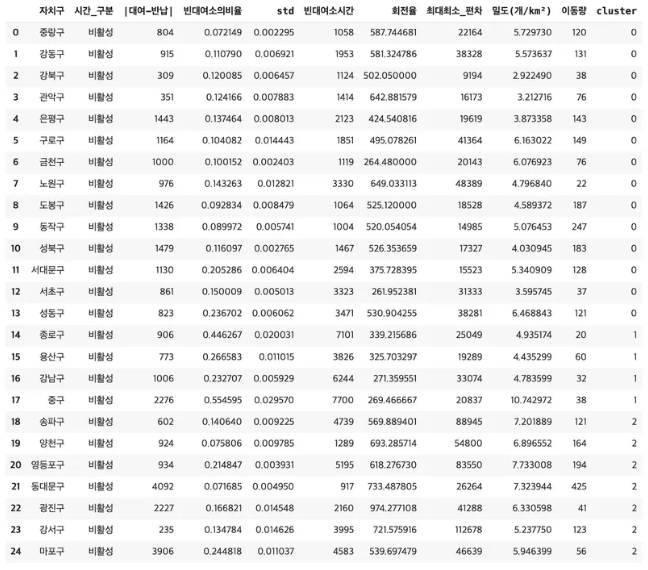 자치구 시간_구분 |대여-반납| 빈대여소의비율 std 빈대여소시간 회전율 최대최소_편차 밀도(개/km²) 이동량 cluster
0 중랑구 비활성 804 0.072149 0.002295 1058 587.744681 22164 5.729730 120 0
1 강동구 비활성 915 0.110790 0.006921 1953 581.324786 38328 5.573637 131 0
2 강북구 비활성 309 0.120085 0.006457 1124 502.050000 9194 2.922490 38 0
3 관악구 비활성 351 0.124166 0.007883 1414 642.881579 16173 3.212716 76 0
4 은평구 비활성 1443 0.137464 0.008013 2123 424.540816 19619 3.873358 143 0
5 구로구 비활성 1164 0.104082 0.014443 1851 495.078261 41364 6.163022 149 0
6 금천구 비활성 1000 0.100152 0.002403 1119 264.480000 20143 6.076923 76 0
7 노원구 비활성 976 0.143263 0.012821 3330 649.033113 48389 4.796840 22 0
8 도봉구 비활성 1426 0.092834 0.008479 1064 525.120000 18528 4.589372 187 0
9 동작구 비활성 1338 0.089972 0.005741 1004 520.054054 14985 5.076453 247 0
10 성북구 비활성 1479 0.116097 0.002765 1467 526.353659 17327 4.030945 183 0
11 서대문구 비활성 1130 0.205286 0.006404 2594 375.728395 15523 5.340909 128 0
12 서초구 비활성 861 0.150009 0.005013 3323 261.952381 31333 3.595745 37 0
13 성동구 비활성 823 0.236702 0.006062 3471 530.904255 38281 6.468843 121 0
14 종로구 비활성 906 0.446267 0.020031 7101 339.215686 25049 4.935174 20 1
15 용산구 비활성 773 0.266583 0.011015 3826 325.703297 19289 4.435299 60 1
16 강남구 비활성 1006 0.232707 0.005929 6244 271.359551 33074 4.783599 32 1
17 중구 비활성 2276 0.554595 0.029570 7700 269.466667 20837 10.742972 38 1
18 송파구 비활성 602 0.140640 0.009225 4739 569.889401 88945 7.201889 121 2
19 양천구 비활성 924 0.075806 0.009785 1289 693.285714 54800 6.896552 164 2
20 영등포구 비활성 934 0.214847 0.003931 5195 618.276730 83550 7.733008 194 2
21 동대문구 비활성 4092 0.071685 0.004950 917 733.487805 26264 7.323944 425 2
22 광진구 비활성 2227 0.166821 0.014548 2160 974.277108 41288 6.330598 41 2
23 강서구 비활성 235 0.134784 0.014626 3995 721.575916 112678 5.237750 123 2
24 마포구 비활성 3906 0.244818 0.011037 4583 539.697479 46639 5.946399 56 2